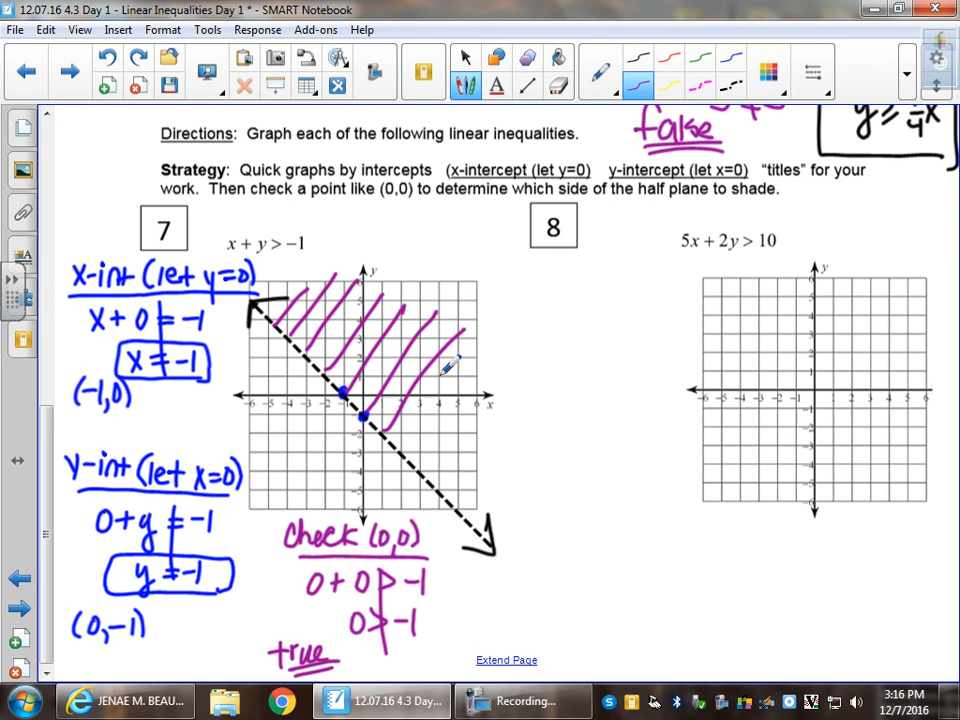 12.07.16 4.3 Day 1 - Linear Inequalities Day 1 * - SMART Notebook
File Edit View Insert Format Tools Response Add-ons Help
false
Directions: Graph each of the following linear inequalities.
Strategy: Quick graphs by intercepts (x-intercept (let y=0) y-intercept (let x=0) "titles" for your
work. Then check a point like (0,0) to determine which side of the half plane to shade.
7
x + y > −1
x-int (let y=0)
x + 0 = -1
x = -1
(-1,0)
y-int (let x=0)
0 + y = -1
y = -1
(0,-1)
check (0,0)
0 + 0 > -1
0 > -1
true
8
5x + 2y > 10
Extend Page
JENAE M. BEAU...
12.07.16 4.3 Day...
Recording...
3:16 PM
12/7/2016